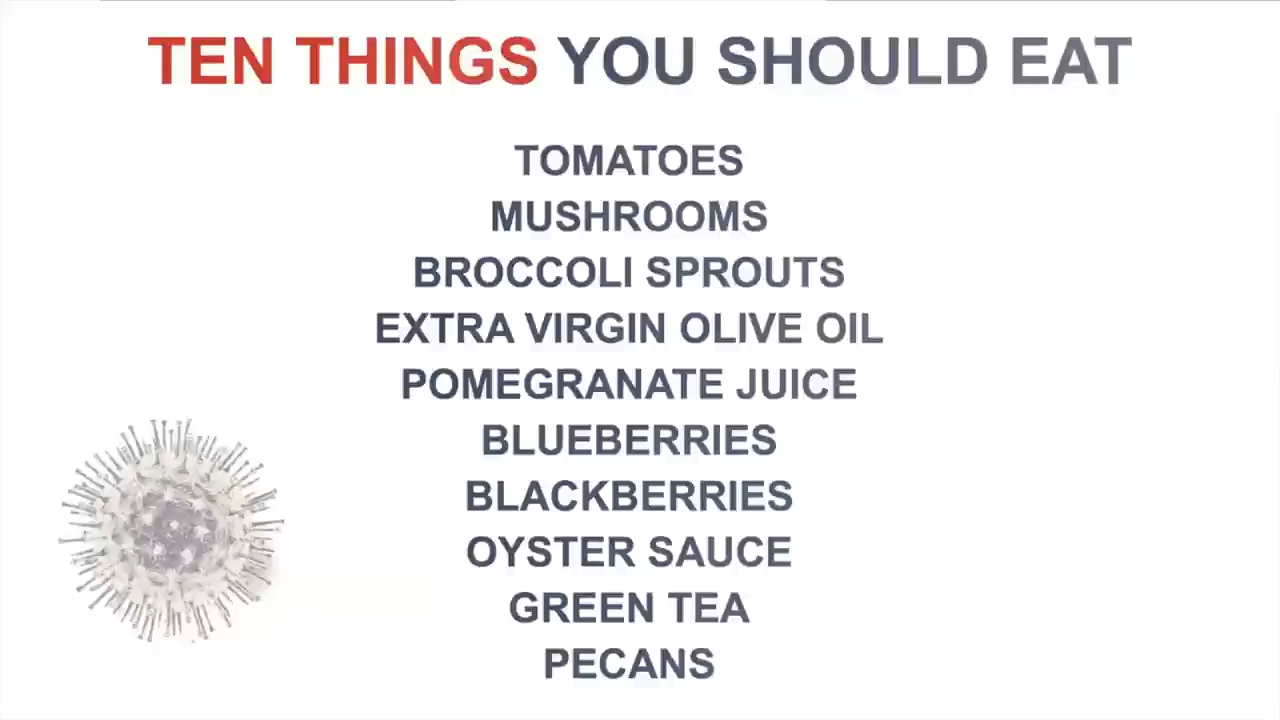 TEN THINGS YOU SHOULD EAT
TOMATOES
MUSHROOMS
BROCCOLI SPROUTS
EXTRA VIRGIN OLIVE OIL
POMEGRANATE JUICE
BLUEBERRIES
BLACKBERRIES
OYSTER SAUCE
GREEN TEA
PECANS